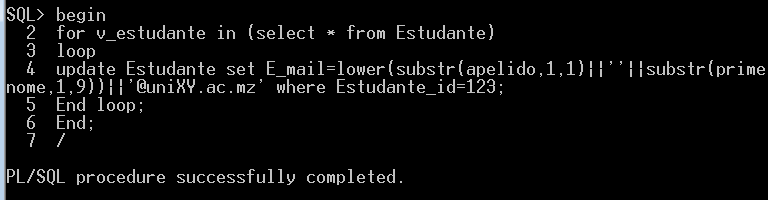 SQL> begin
2 for v_estudante in (select * from Estudante)
3 loop
4 update Estudante set E_mail=lower(substr(apelido,1,1)||''||substr(prime
nome,1,9))||'@uniXY.ac.mz' where Estudante_id=123;
5 End loop;
6 End;
7 /
PL/SQL procedure successfully completed.